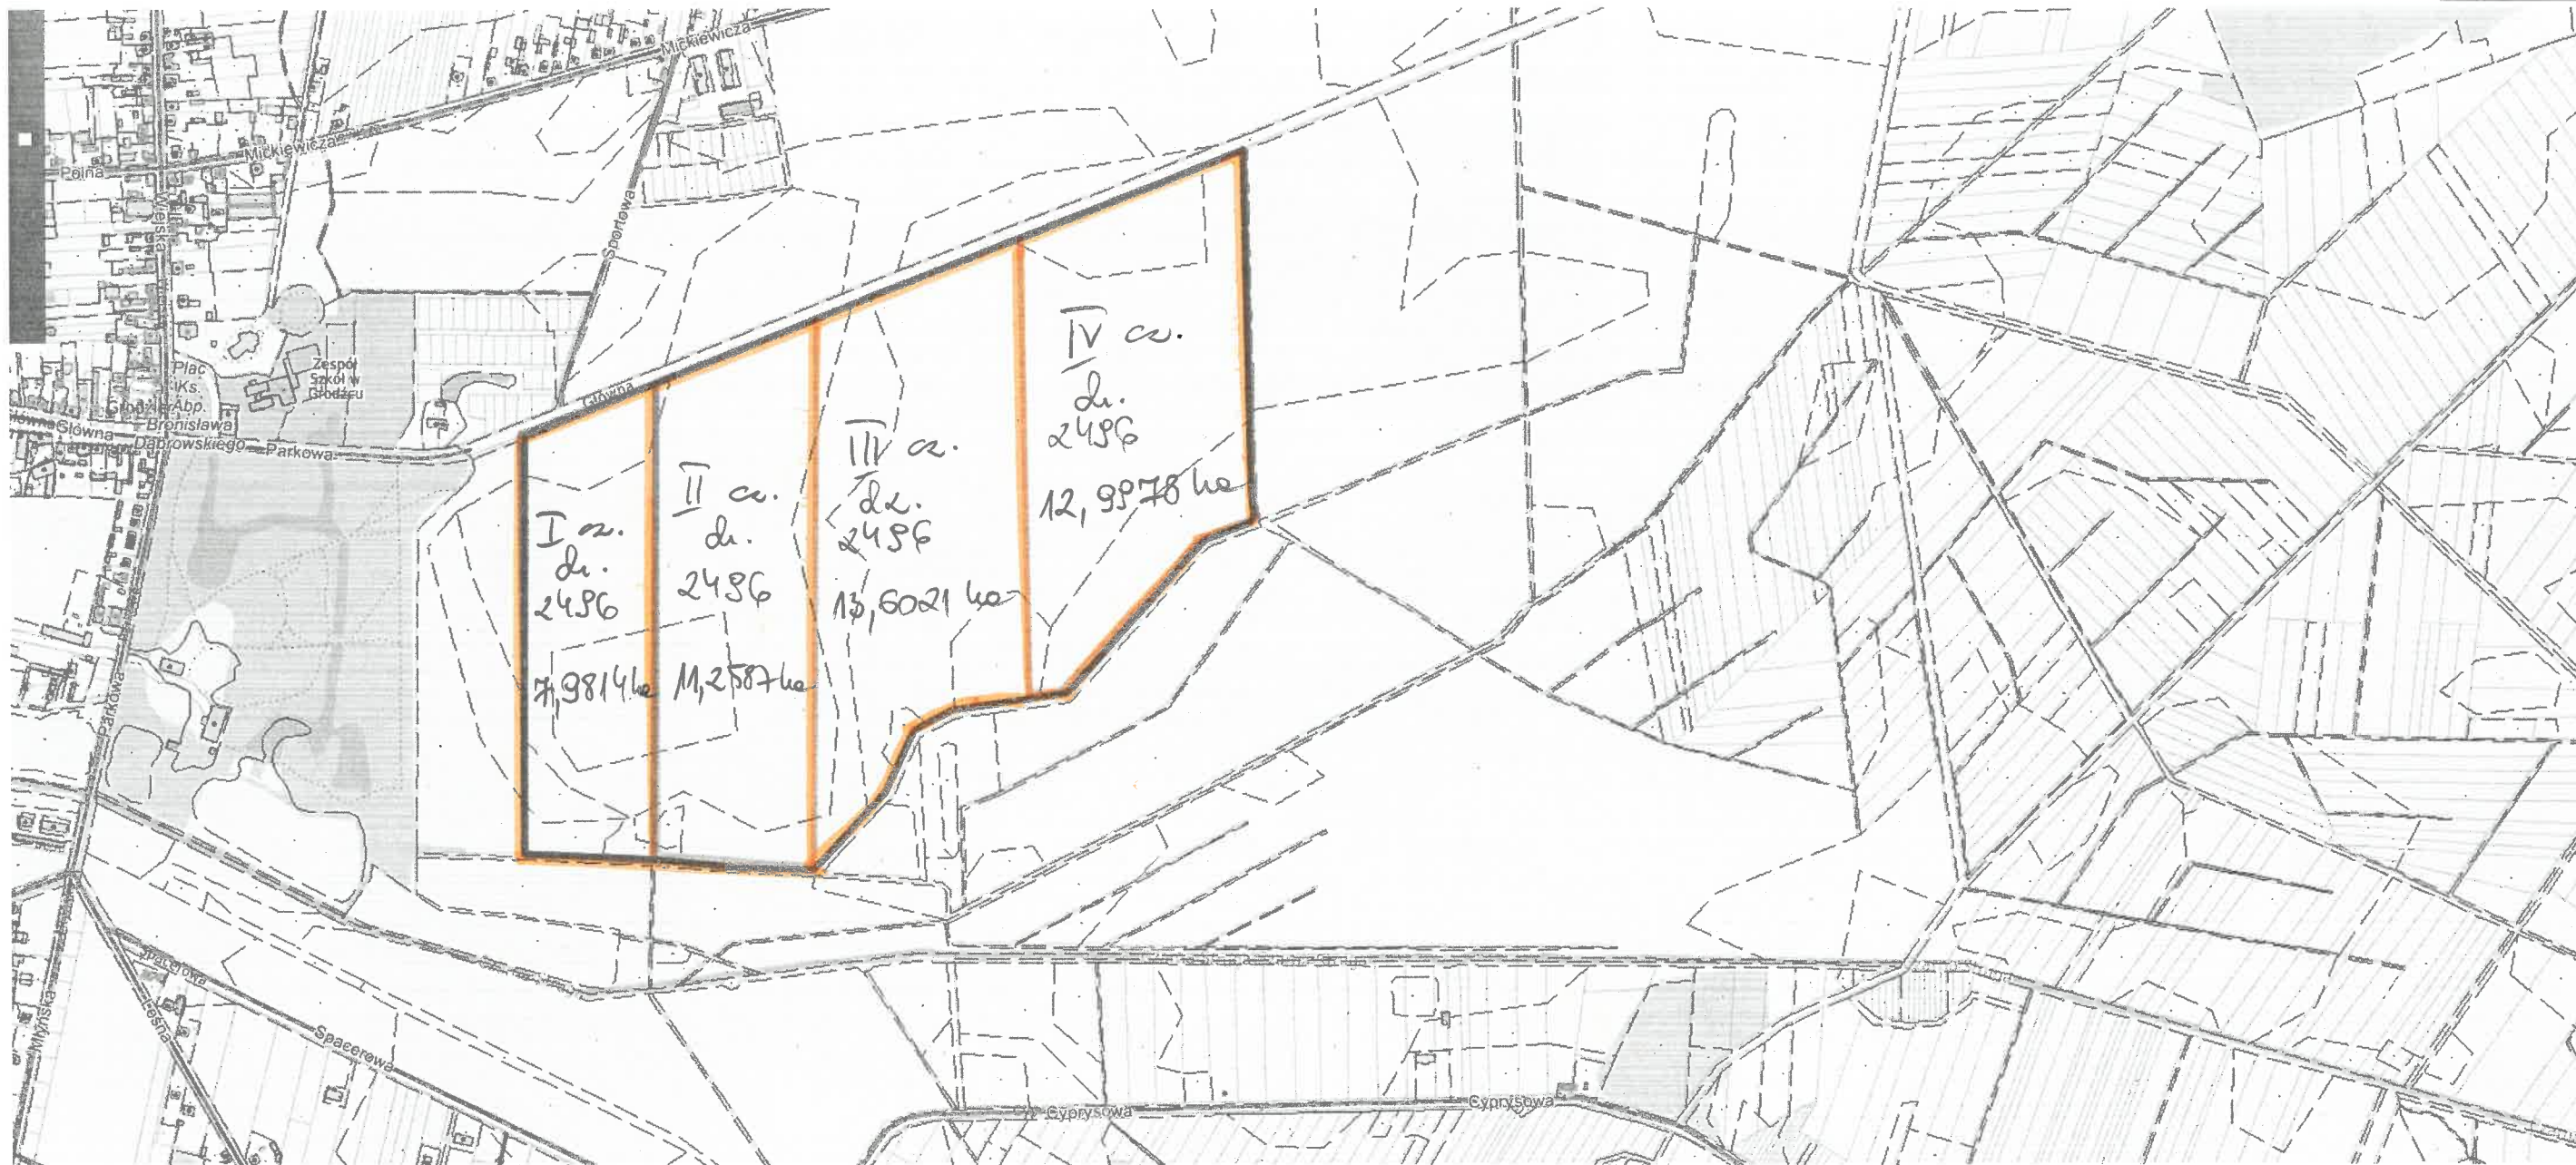 Mickiewicza
Mickiewicza
Polna
Wiejska
Sportowa
Plac
Ks.
Abp.
Bronisława
Dąbrowskiego
Zespół
Szkół w
Grodźcu
Główna
Główna
Parkowa
IV cz.
dz.
2496
12,9978 ha
III cz.
dz.
2496
13,6021 ha
II cz.
dz.
2496
11,2587 ha
I cz.
dz.
2496
7,9814 ha
Parkowa
Spacerowa
Spacerowa
Leśna
Młyńska
Cyprysowa
Cyprysowa